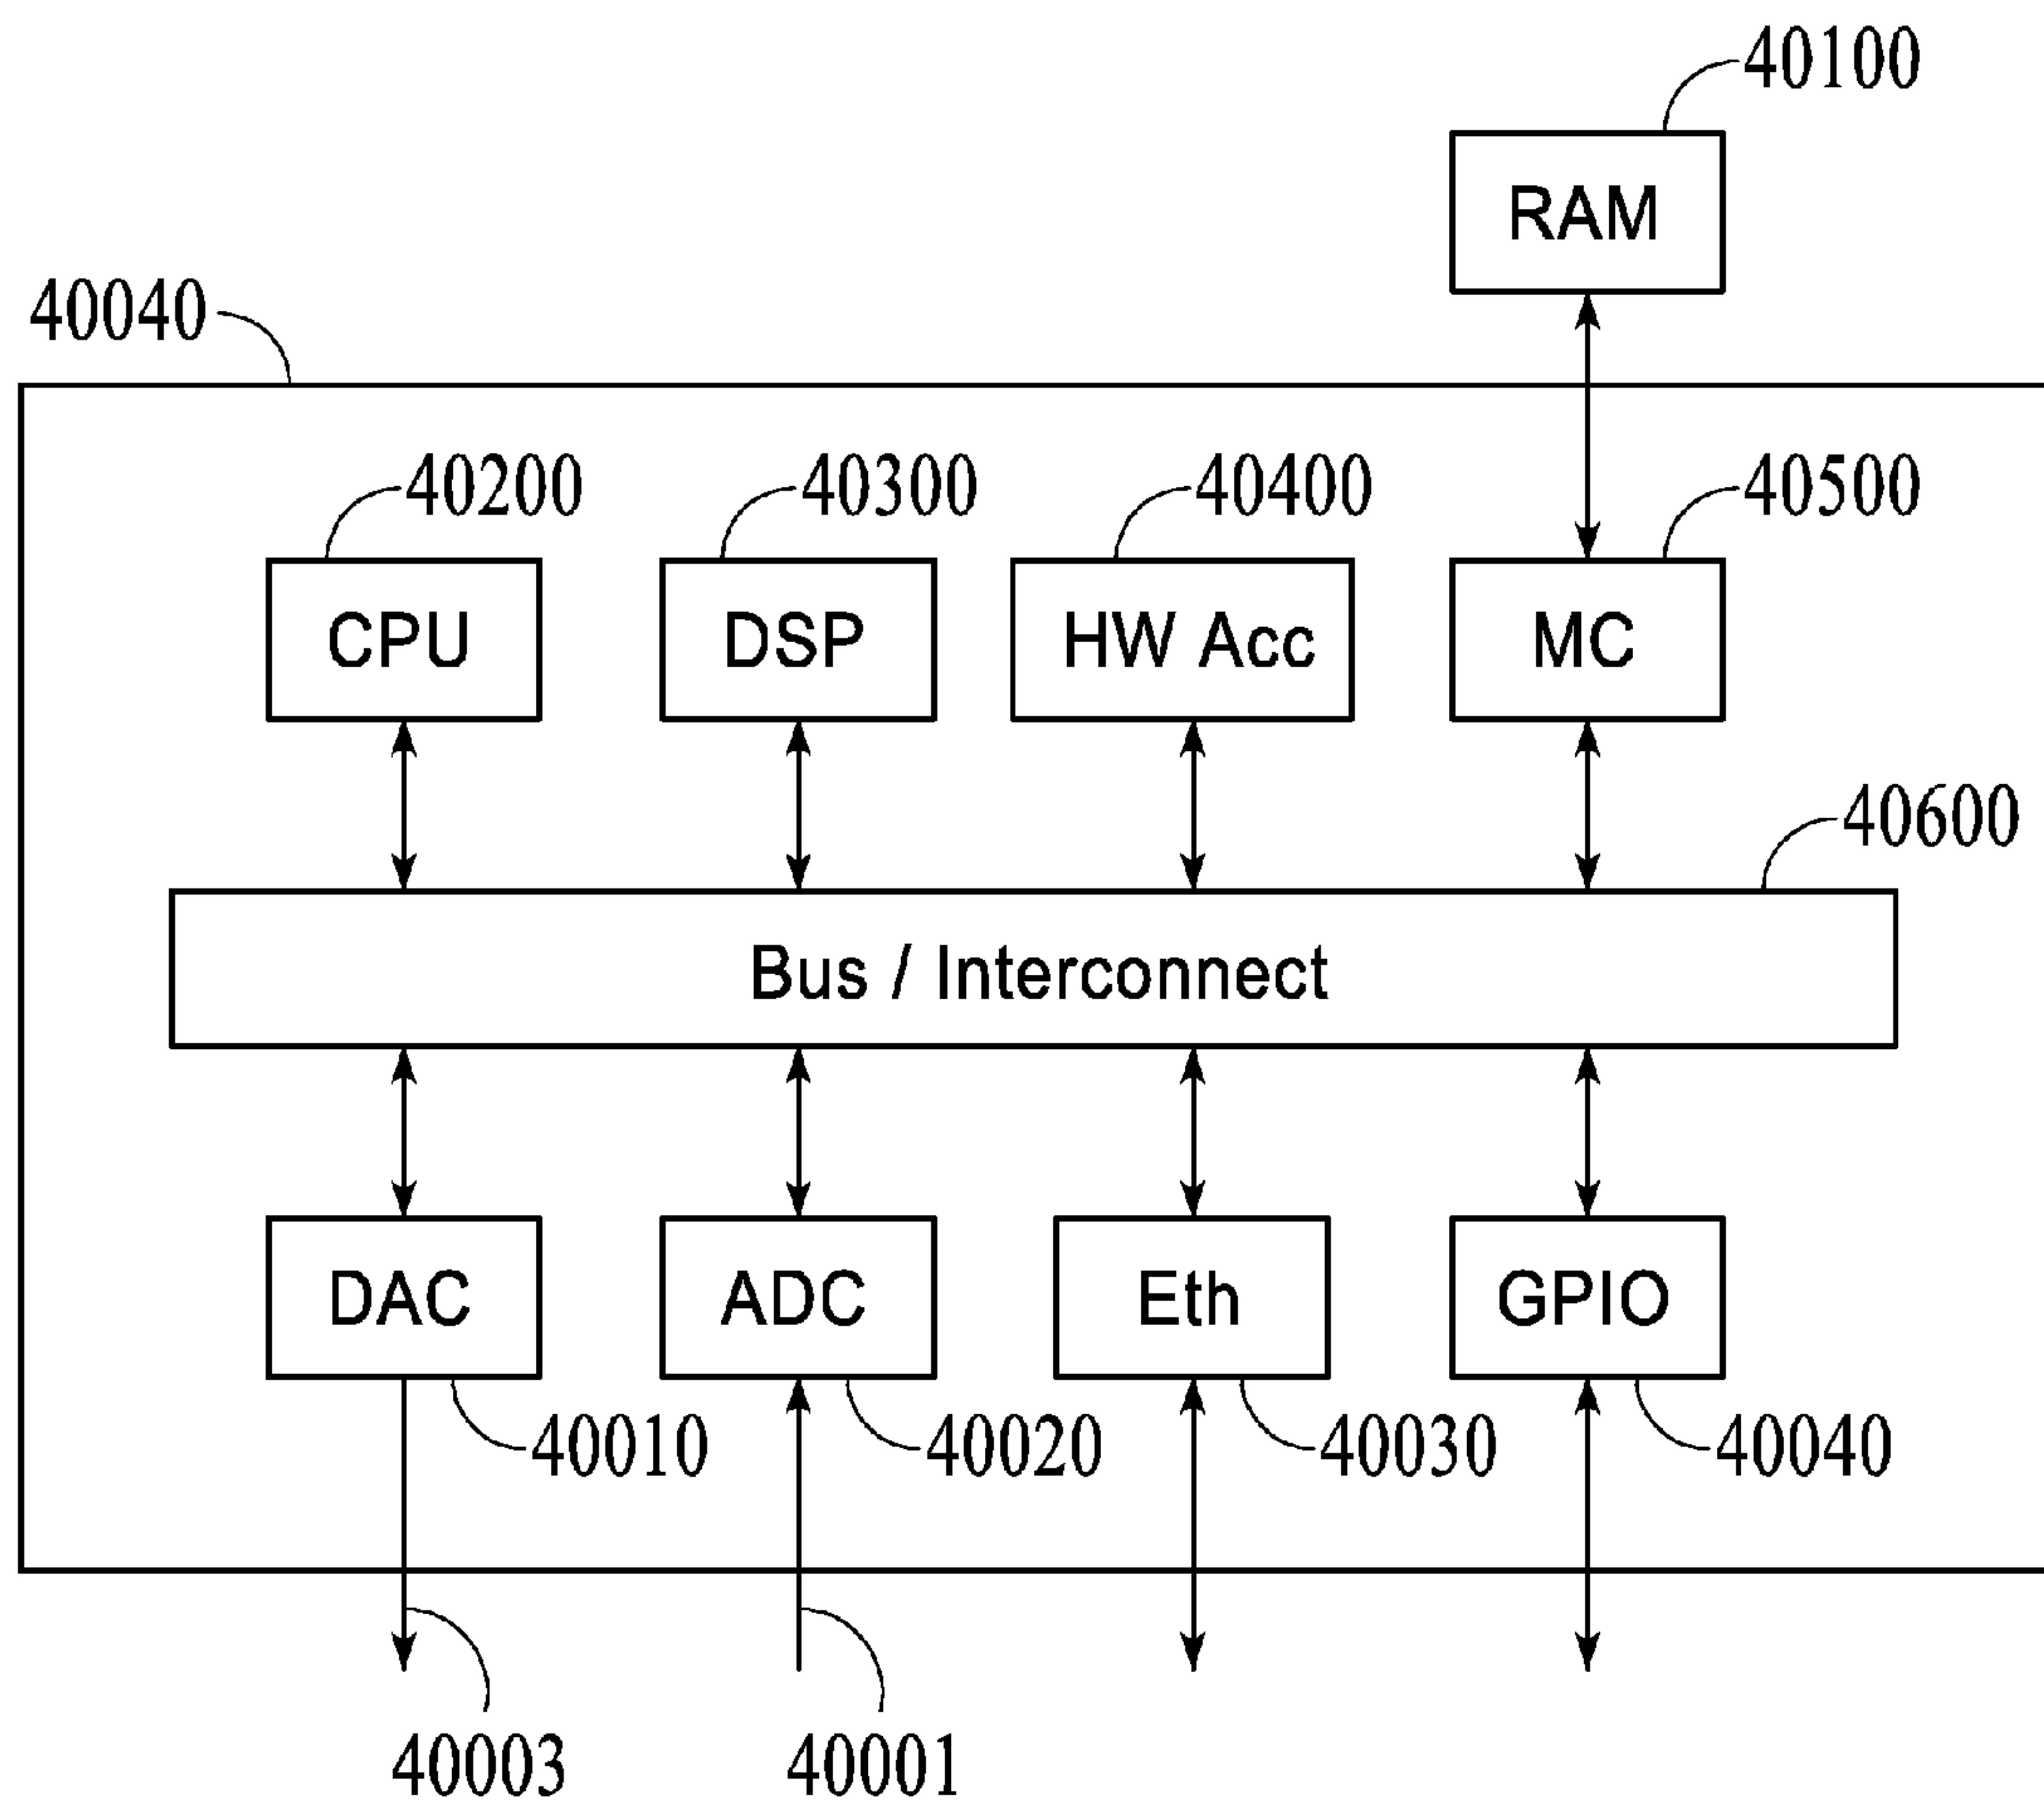 40100
RAM
40040
40200 40300 40400 40500
CPU DSP HW Acc MC
40600
Bus / Interconnect
DAC ADC Eth GPIO
40010 40020 40030 40040
40003 40001